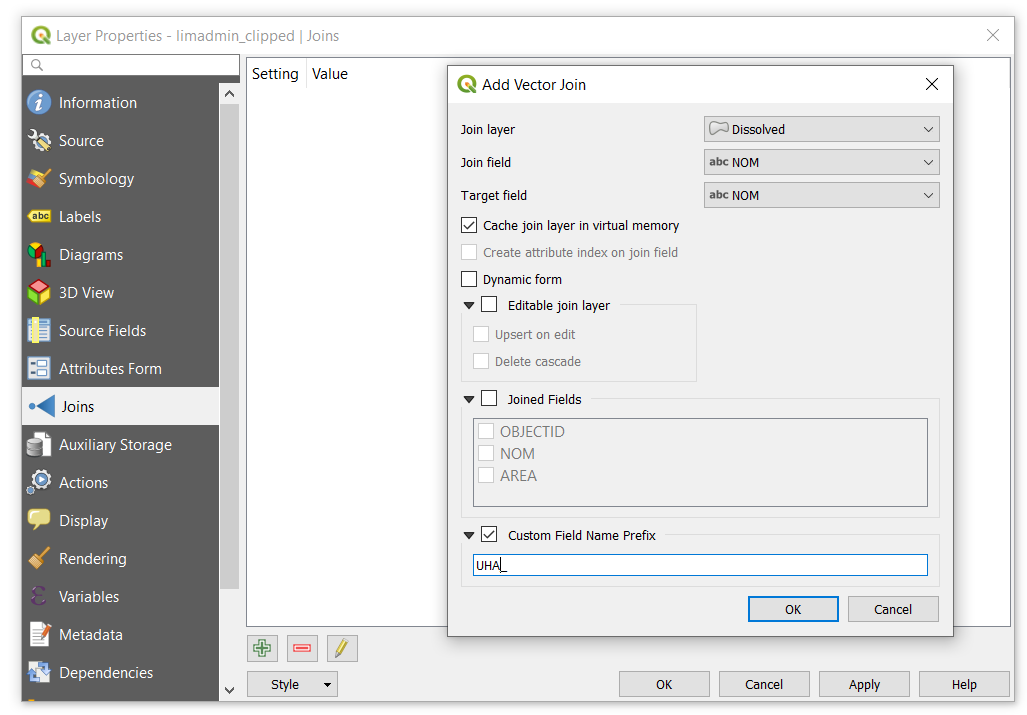 Layer Properties - limadmin_clipped | Joins
Information
Source
Symbology
abc Labels
Diagrams
3D View
Source Fields
Attributes Form
Joins
Auxiliary Storage
Actions
Display
Rendering
Variables
Metadata
Dependencies
Setting Value
Add Vector Join
Join layer Dissolved
Join field abc NOM
Target field abc NOM
Cache join layer in virtual memory
Create attribute index on join field
Dynamic form
Editable join layer
Upsert on edit
Delete cascade
Joined Fields
OBJECTID
NOM
AREA
Custom Field Name Prefix
UHA_
OK Cancel
Style OK Cancel Apply Help